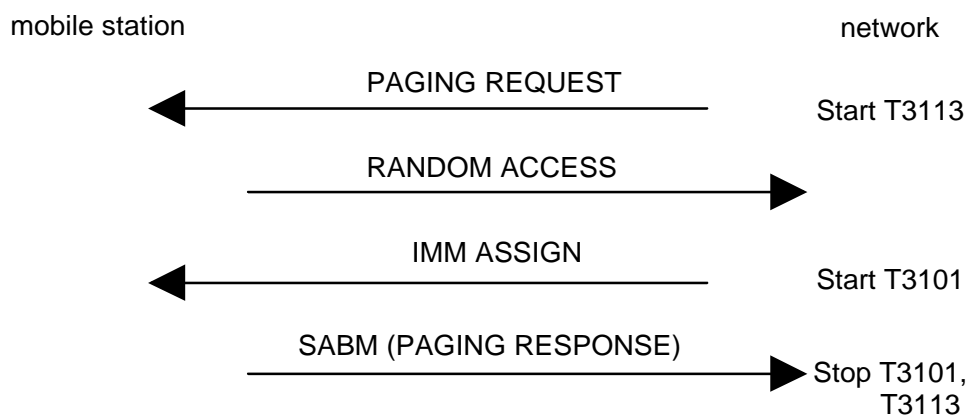 mobile station
network
PAGING REQUEST
Start T3113
RANDOM ACCESS
IMM ASSIGN
Start T3101
SABM (PAGING RESPONSE)
Stop T3101,
T3113